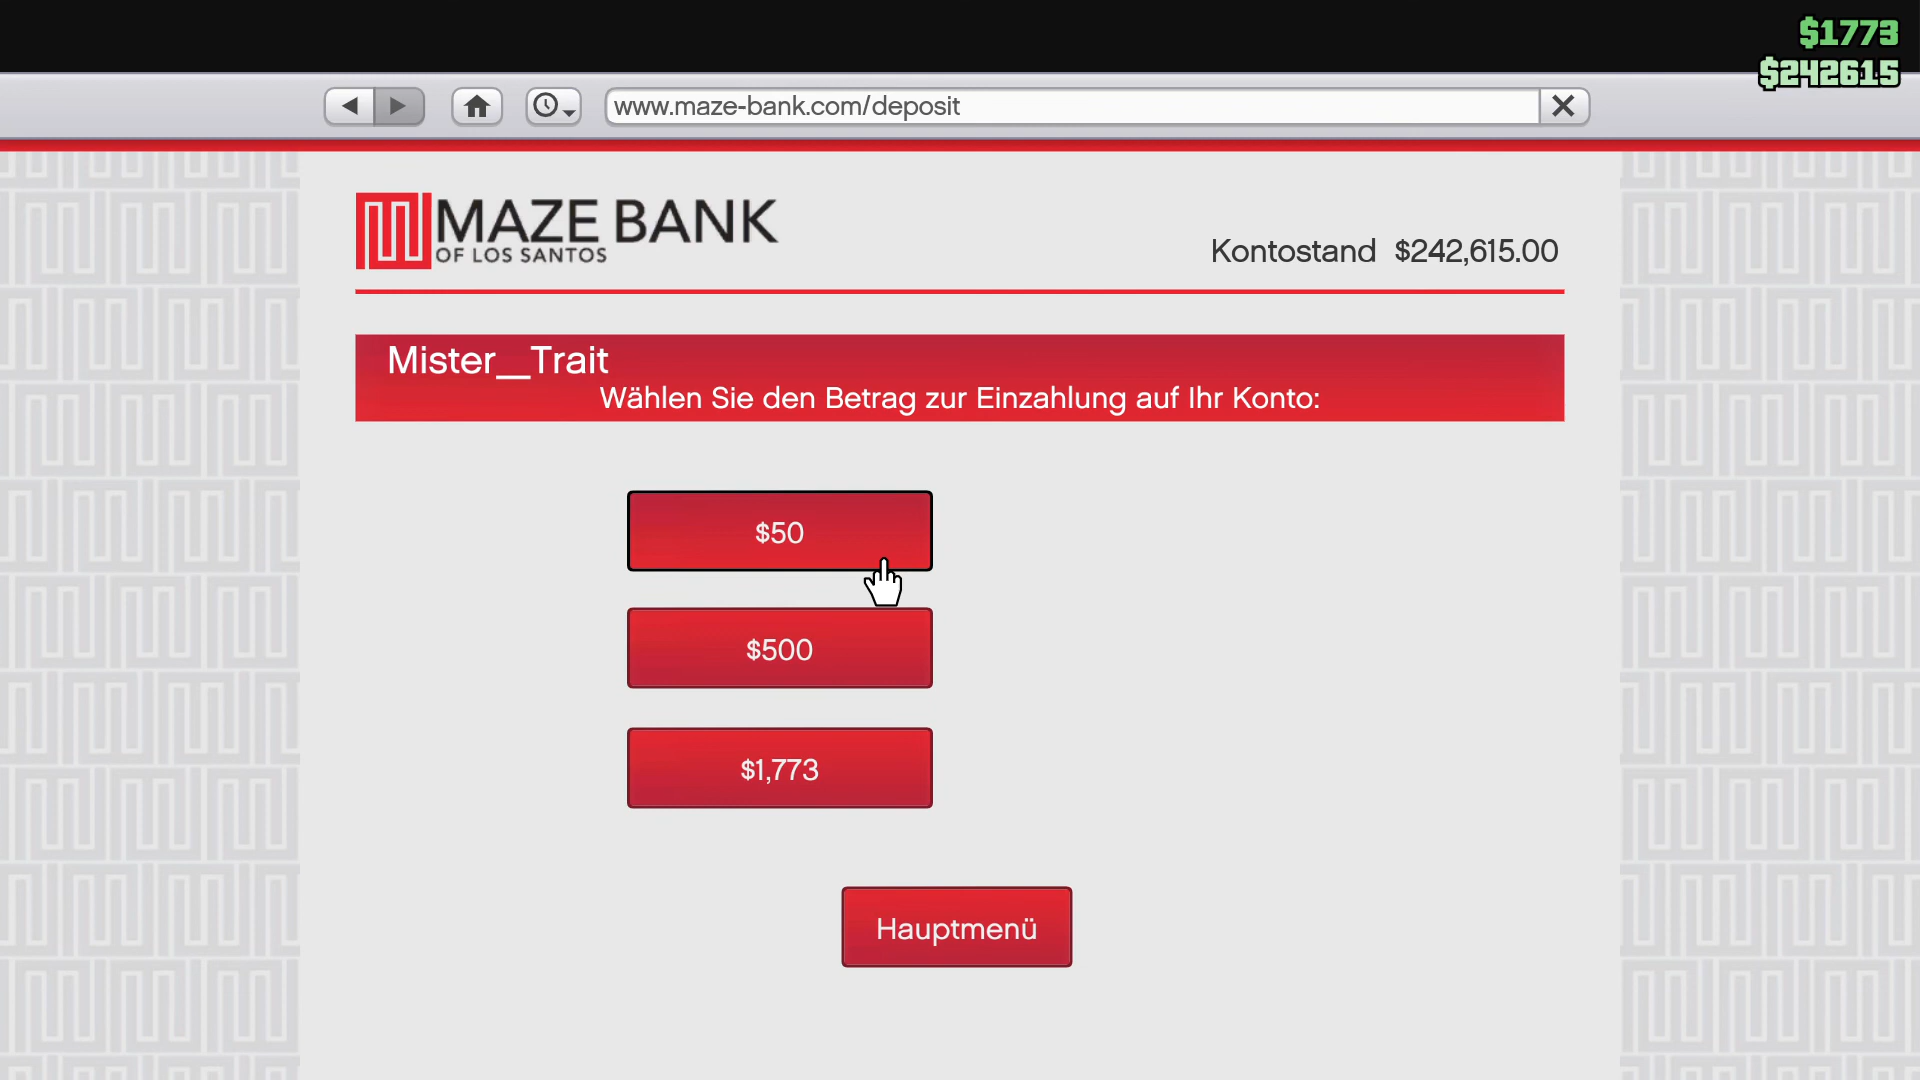 $1773
$242615
www.maze-bank.com/deposit
MAZE BANK
OF LOS SANTOS
Kontostand $242,615.00
Mister__Trait
Wählen Sie den Betrag zur Einzahlung auf Ihr Konto:
$50
$500
$1,773
Hauptmenü